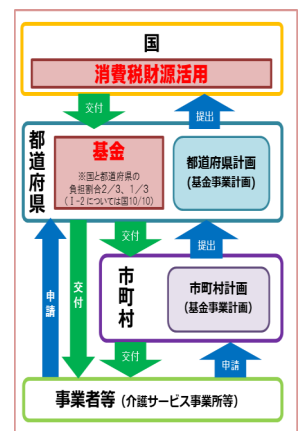 国
消費税財源活用
交付
提出
都道府県
基金
※国と都道府県の
負担割合2/3、1/3
(Ⅰ-2については国10/10)
都道府県計画
(基金事業計画)
交付
提出
申請
交付
市町村
市町村計画
(基金事業計画)
交付
申請
事業者等(介護サービス事業所等)